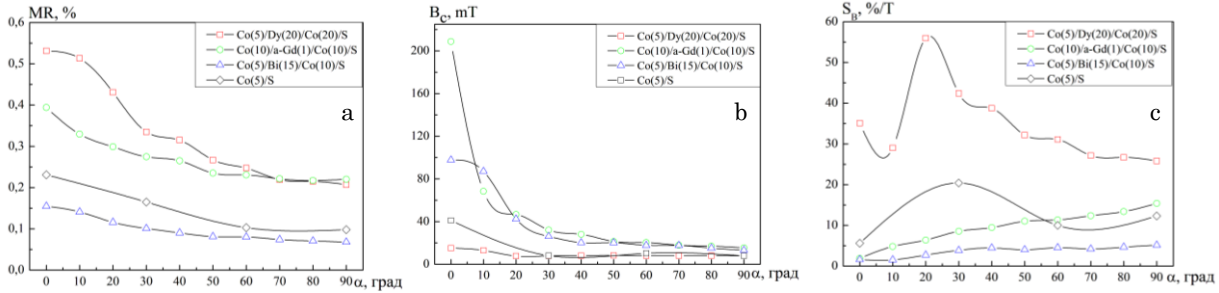 MR, %
0,6
0,5
0,4
0,3
0,2
0,1
0,0
Co(5)/Dy(20)/Co(20)/S
Co(10)/a-Gd(1)/Co(10)/S
Co(5)/Bi(15)/Co(10)/S
Co(5)/S
a
0 10 20 30 40 50 60 70 80 90 α, град
B_C, mT
200
160
120
80
40
0
Co(5)/Dy(20)/Co(20)/S
Co(10)/a-Gd(1)/Co(10)/S
Co(5)/Bi(15)/Co(10)/S
Co(5)/S
b
0 10 20 30 40 50 60 70 80 90 α, град
S_B, %/T
60
50
40
30
20
10
0
Co(5)/Dy(20)/Co(20)/S
Co(10)/a-Gd(1)/Co(10)/S
Co(5)/Bi(15)/Co(10)/S
Co(5)/S
c
0 10 20 30 40 50 60 70 80 90 α, град